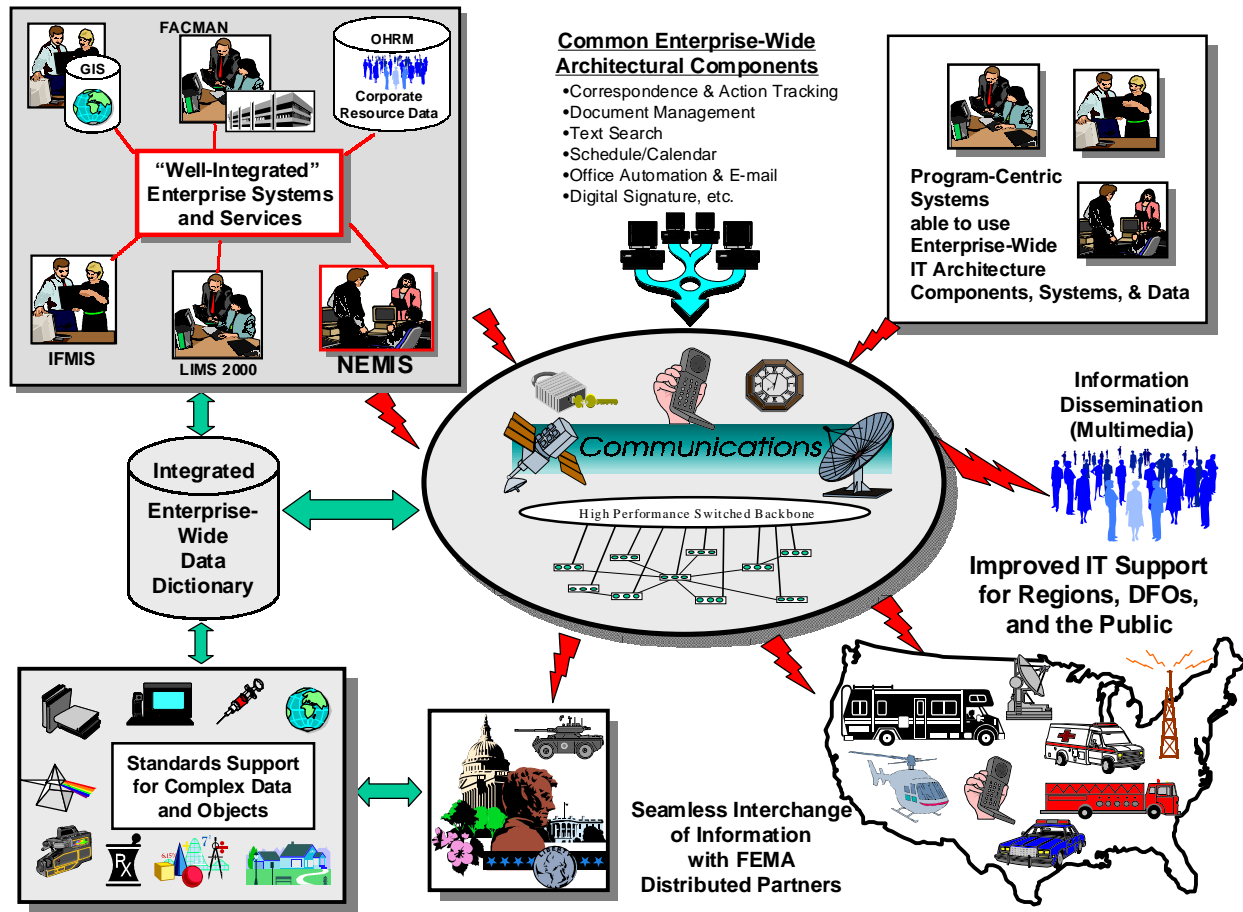 FACMAN
GIS
OHRM
Corporate
Resource Data
“Well-Integrated”
Enterprise Systems
and Services
IFMIS
LIMS 2000
NEMIS
Common Enterprise-Wide
Architectural Components
•Correspondence & Action Tracking
•Document Management
•Text Search
•Schedule/Calendar
•Office Automation & E-mail
•Digital Signature, etc.
Program-Centric
Systems
able to use
Enterprise-Wide
IT Architecture
Components, Systems, & Data
Communications
High Performance Switched Backbone
Information
Dissemination
(Multimedia)
Integrated
Enterprise-
Wide
Data
Dictionary
Improved IT Support
for Regions, DFOs,
and the Public
Standards Support
for Complex Data
and Objects
Rx
Seamless Interchange
of Information
with FEMA
Distributed Partners